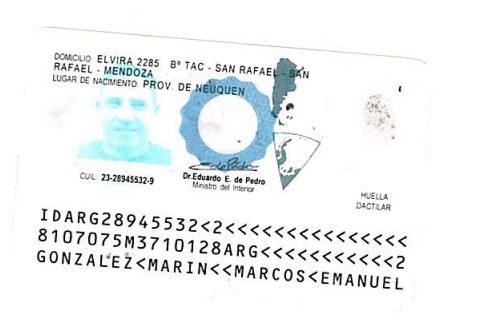 DOMICILIO: ELVIRA 2285 Bº TAC - SAN RAFAEL - SAN
RAFAEL - MENDOZA
LUGAR DE NACIMIENTO: PROV. DE NEUQUEN
CUIL: 23-28945532-9
Dr. Eduardo E. de Pedro
Ministro del Interior
HUELLA
DACTILAR
IDARG28945532<2<<<<<<<<<<<<<<<
8107075M3710128ARG<<<<<<<<<<<2
GONZALEZ<MARIN<<MARCOS<EMANUEL